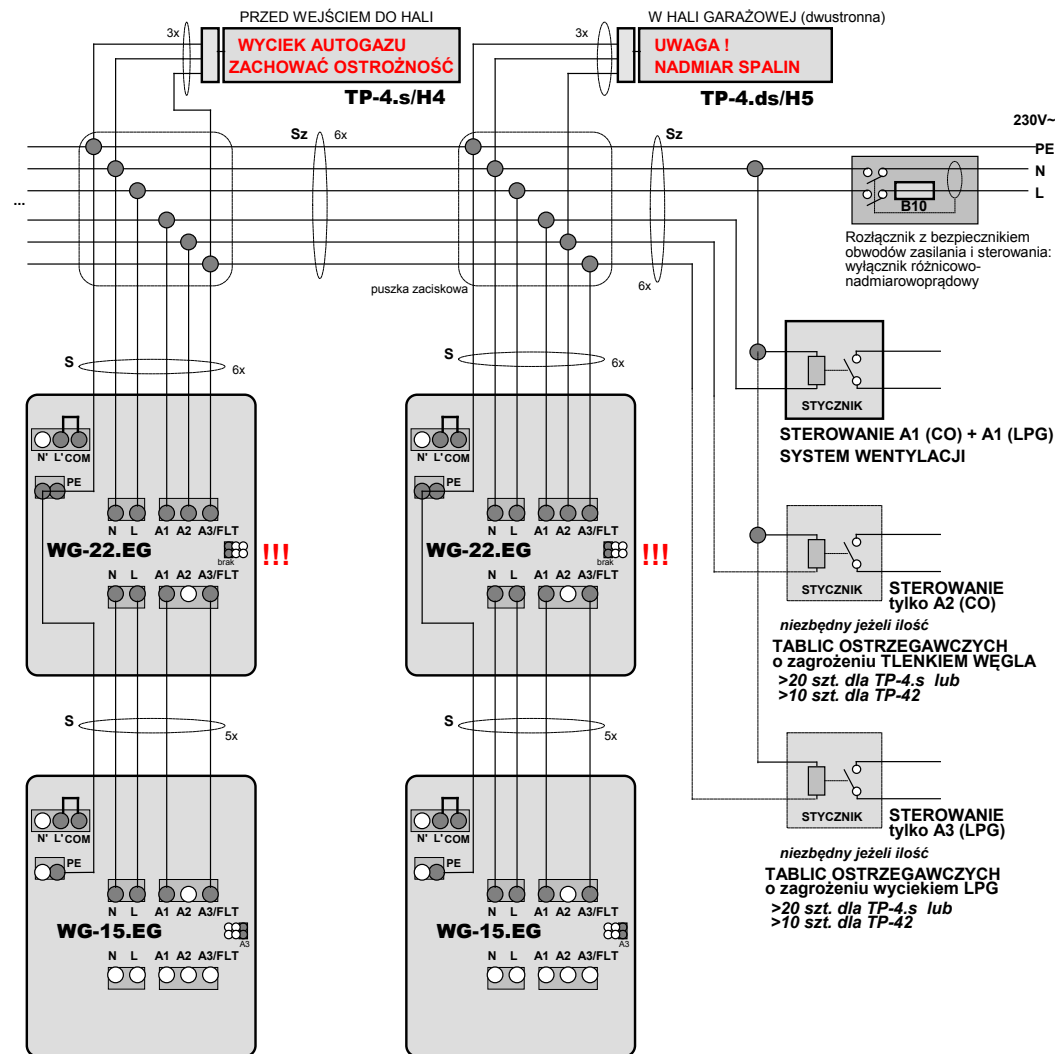 PRZED WEJŚCIEM DO HALI
3x
WYCIEK AUTOGAZU
ZACHOWAĆ OSTROŻNOŚĆ
TP-4.s/H4
W HALI GARAŻOWEJ (dwustronna)
3x
UWAGA !
NADMIAR SPALIN
TP-4.ds/H5
230V~
PE
N
L
...
Sz
6x
Sz
6x
puszka zaciskowa
B10
Rozłącznik z bezpiecznikiem
obwodów zasilania i sterowania:
wyłącznik różnicowo-
nadmiarowoprądowy
S
6x
N' L' COM
PE
N L A1 A2 A3/FLT
WG-22.EG
brak
!!!
N L A1 A2 A3/FLT
S
6x
N' L' COM
PE
N L A1 A2 A3/FLT
WG-22.EG
brak
!!!
N L A1 A2 A3/FLT
STYCZNIK
STEROWANIE A1 (CO) + A1 (LPG)
SYSTEM WENTYLACJI
STYCZNIK
STEROWANIE
tylko A2 (CO)
niezbędny jeżeli ilość
TABLIC OSTRZEGAWCZYCH
o zagrożeniu TLENKIEM WĘGLA
>20 szt. dla TP-4.s lub
>10 szt. dla TP-42
S
5x
N' L' COM
PE
N L A1 A2 A3/FLT
WG-15.EG
A3
N L A1 A2 A3/FLT
S
5x
N' L' COM
PE
N L A1 A2 A3/FLT
WG-15.EG
A3
N L A1 A2 A3/FLT
STYCZNIK
STEROWANIE
tylko A3 (LPG)
niezbędny jeżeli ilość
TABLIC OSTRZEGAWCZYCH
o zagrożeniu wyciekiem LPG
>20 szt. dla TP-4.s lub
>10 szt. dla TP-42